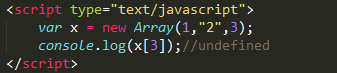 <script type="text/javascript">
    var x = new Array(1,"2",3);
    console.log(x[3]);//undefined
</script>